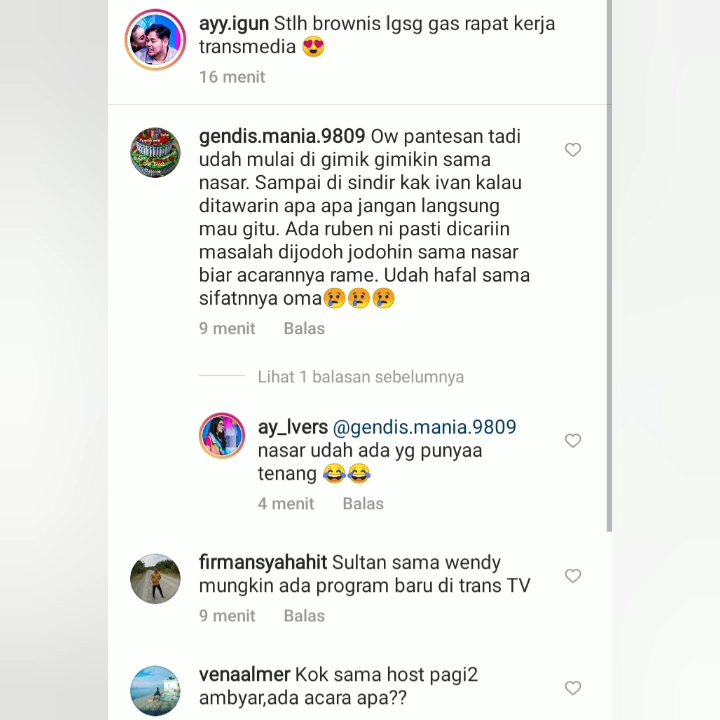 ayy.igun Stlh brownis lgsg gas rapat kerja
transmedia 😍
16 menit
gendis.mania.9809 Ow pantesan tadi
udah mulai di gimik gimikin sama
nasar. Sampai di sindir kak ivan kalau
ditawarin apa apa jangan langsung
mau gitu. Ada ruben ni pasti dicariin
masalah dijodoh jodohin sama nasar
biar acarannya rame. Udah hafal sama
sifatnnya oma😢😢😢
9 menit Balas
Lihat 1 balasan sebelumnya
ay_lvers @gendis.mania.9809
nasar udah ada yg punyaa
tenang 😂😂
4 menit Balas
firmansyahahit Sultan sama wendy
mungkin ada program baru di trans TV
9 menit Balas
venaalmer Kok sama host pagi2
ambyar,ada acara apa??